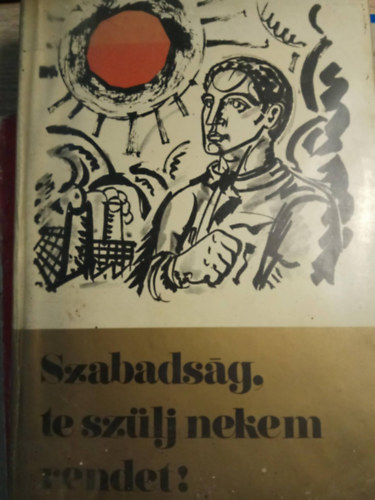 Szabadság,
te szülj nekem
rendet!